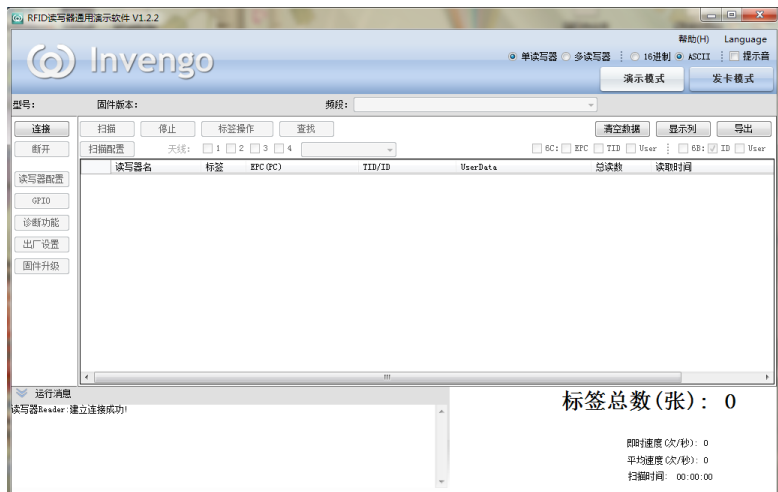 RFID读写器通用演示软件 V1.2.2
帮助(H) Language
Invengo
单读写器 多读写器 16进制 ASCII 提示音
演示模式 发卡模式
型号: 固件版本: 频段:
连接 扫描 停止 标签操作 查找 清空数据 显示列 导出
断开 扫描配置 天线: 1 2 3 4 6C: EPC TID User 6B: ID User
读写器名 标签 EPC(PC) TID/ID UserData 总读数 读取时间
读写器配置
GPIO
诊断功能
出厂设置
固件升级
运行消息
读写器Reader:建立连接成功!
标签总数(张): 0
即时速度(次/秒): 0
平均速度(次/秒): 0
扫描时间: 00:00:00